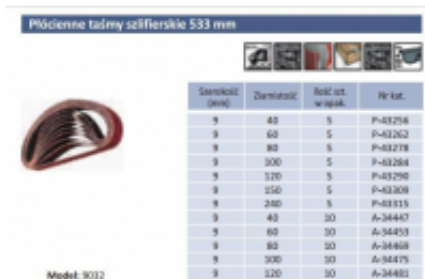 Płócienne taśmy szlifierskie 533 mm
Szerokość (mm) Ziarnistość Ilość szt. w opak. Nr kat.
9 40 5 P-43256
9 60 5 P-43262
9 80 5 P-43278
9 100 5 P-43284
9 120 5 P-43290
9 150 5 P-43309
9 240 5 P-43315
9 40 10 A-34447
9 60 10 A-34453
9 80 10 A-34469
9 100 10 A-34475
9 120 10 A-34481
Model: 9032